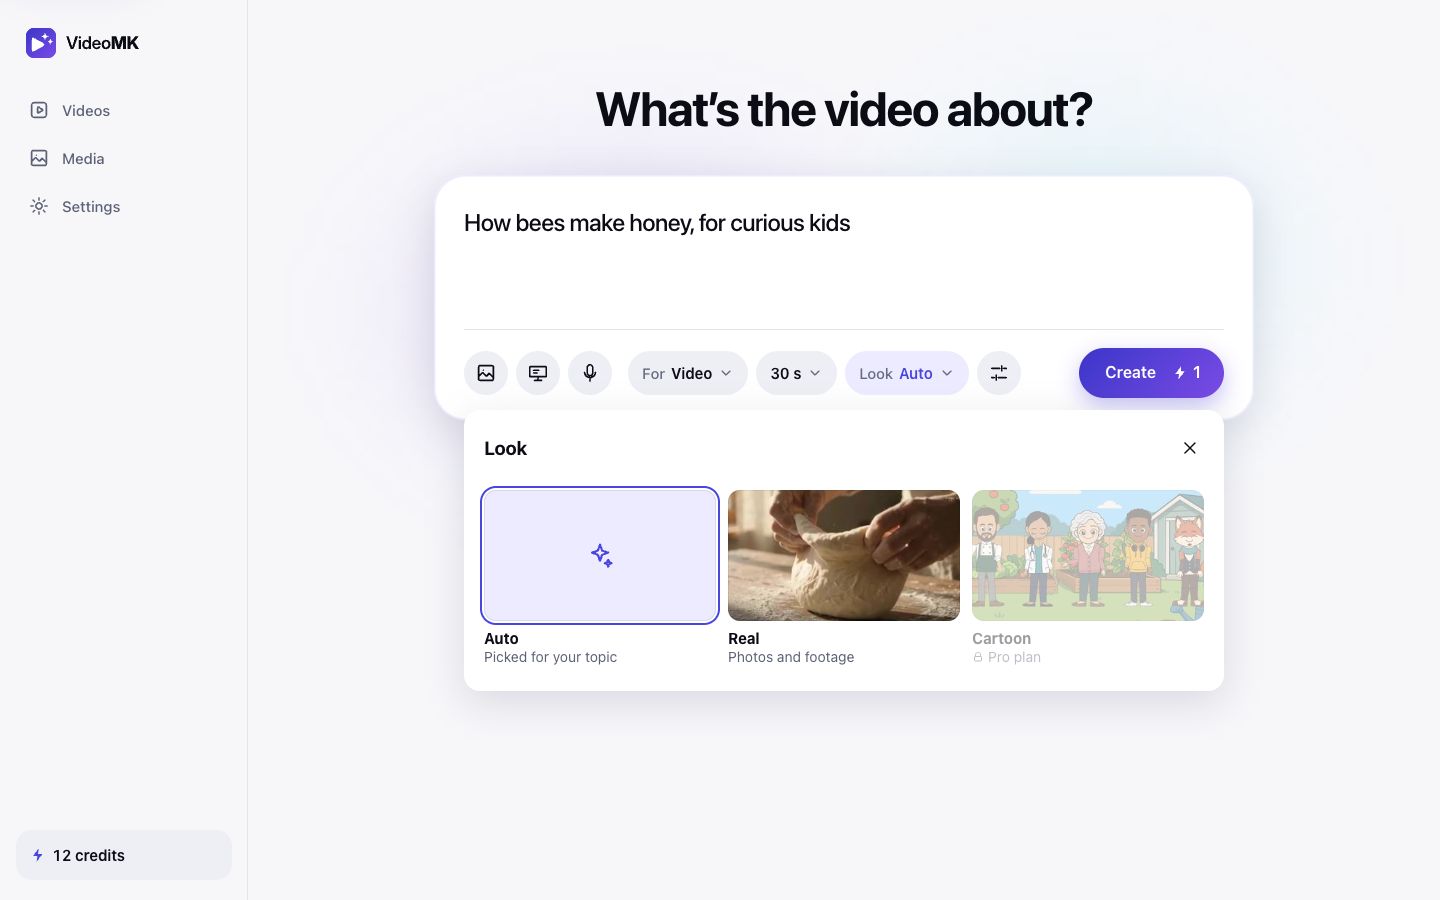 VideoMK
Videos
Media
Settings
12 credits
What's the video about?
How bees make honey, for curious kids
For Video
30 s
Look Auto
Create 1
Look
Auto
Picked for your topic
Real
Photos and footage
Cartoon
Pro plan